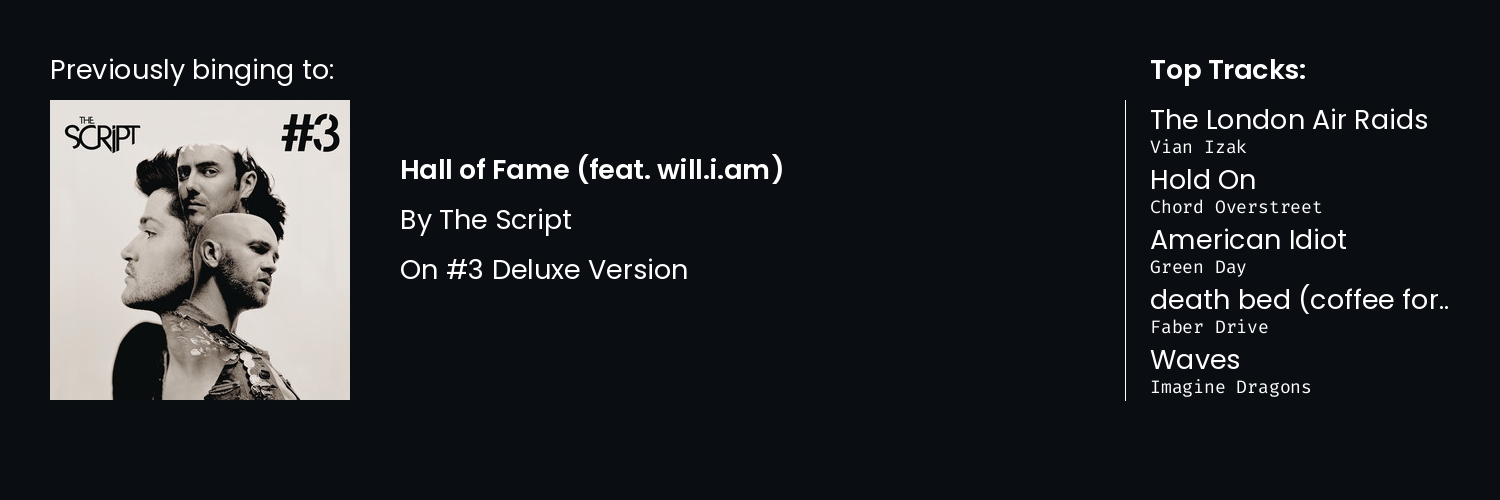 Previously binging to:
THE
SCRIPT
#3
Hall of Fame (feat. will.i.am)
By The Script
On #3 Deluxe Version
Top Tracks:
The London Air Raids
Vian Izak
Hold On
Chord Overstreet
American Idiot
Green Day
death bed (coffee for..
Faber Drive
Waves
Imagine Dragons